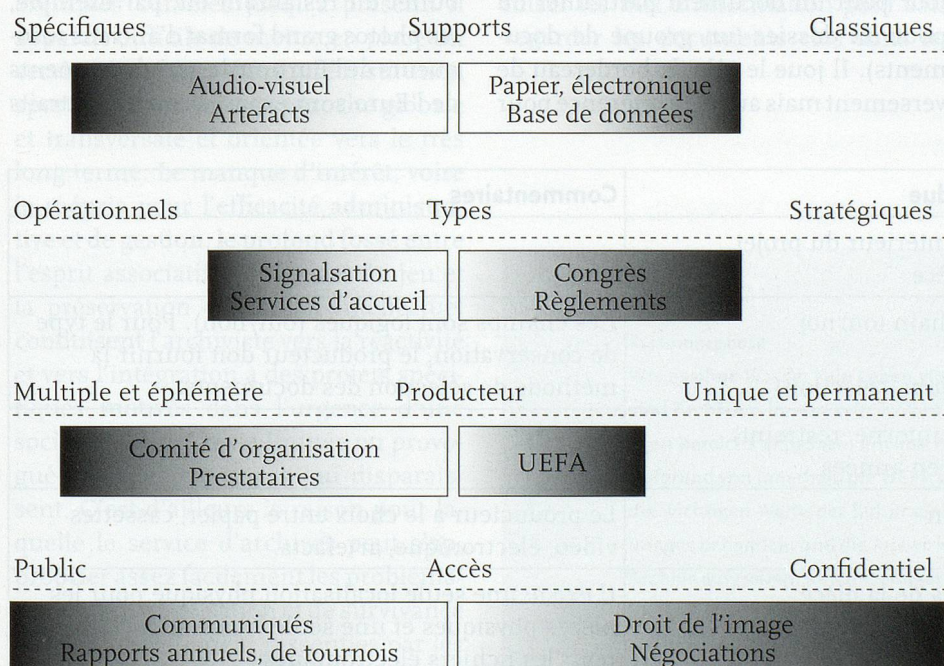 Spécifiques Supports Classiques
Audio-visuel
Artefacts
Papier, électronique
Base de données
Opérationnels Types Stratégiques
Signalsation
Services d'accueil
Congrès
Règlements
Multiple et éphémère Producteur Unique et permanent
Comité d'organisation
Prestataires
UEFA
Public Accès Confidentiel
Communiqués
Rapports annuels, de tournois
Droit de l'image
Négociations